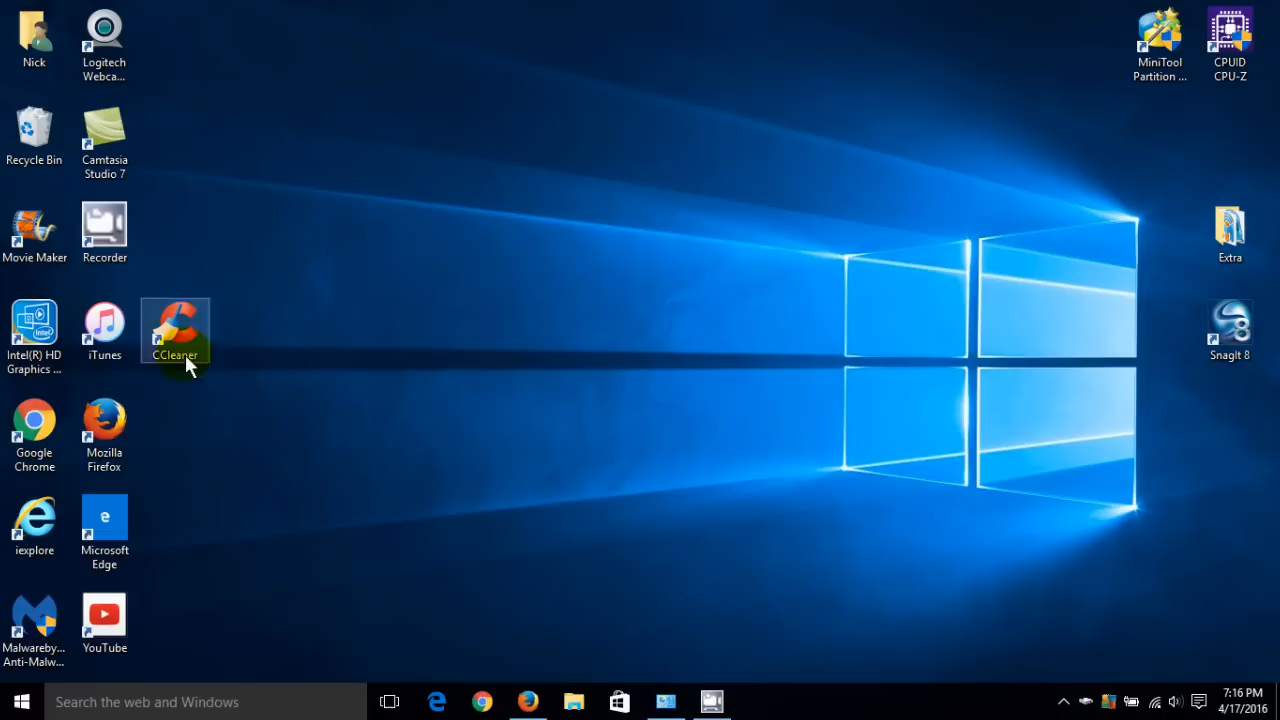 Nick
Logitech
Webca...
MiniTool
Partition ...
CPUID
CPU-Z
Recycle Bin
Camtasia
Studio 7
Movie Maker
Recorder
Extra
Intel(R) HD
Graphics ...
iTunes
CCleaner
SnagIt 8
Google
Chrome
Mozilla
Firefox
iexplore
Microsoft
Edge
Malwareby...
Anti-Malw...
YouTube
Search the web and Windows
7:16 PM
4/17/2016